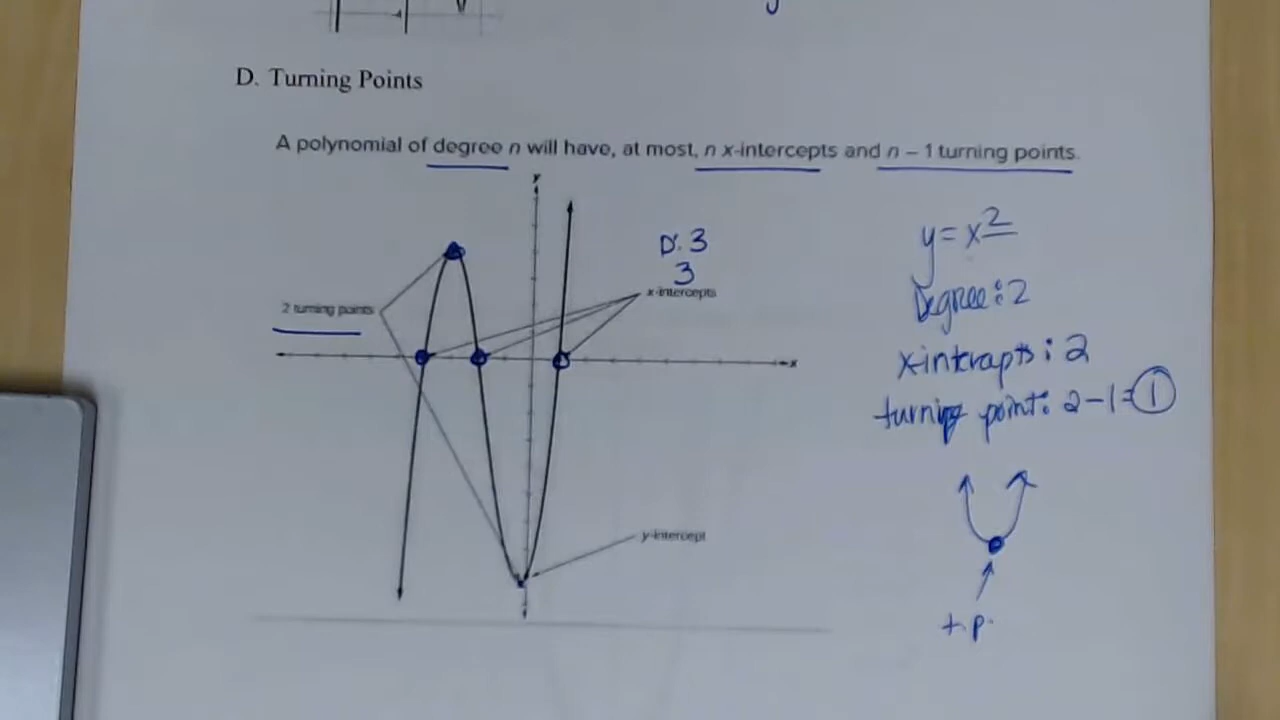 D. Turning Points
A polynomial of degree n will have, at most, n x-intercepts and n – 1 turning points.
y
D: 3
3
x-intercepts
2 turning points
x
y-intercept
y = x²
Degree: 2
x-intrapts: 2
turning point: 2 - 1 = 1
t.p.